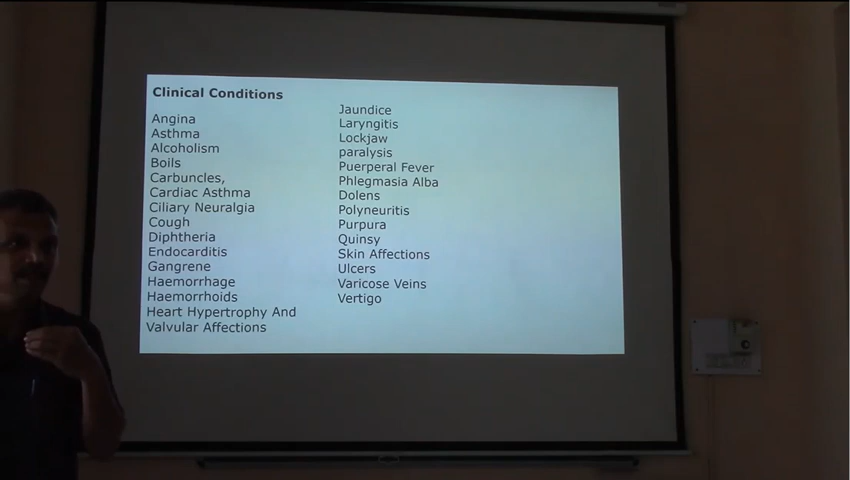 Clinical Conditions
Angina
Asthma
Alcoholism
Boils
Carbuncles,
Cardiac Asthma
Ciliary Neuralgia
Cough
Diphtheria
Endocarditis
Gangrene
Haemorrhage
Haemorrhoids
Heart Hypertrophy And
Valvular Affections
Jaundice
Laryngitis
Lockjaw
paralysis
Puerperal Fever
Phlegmasia Alba
Dolens
Polyneuritis
Purpura
Quinsy
Skin Affections
Ulcers
Varicose Veins
Vertigo